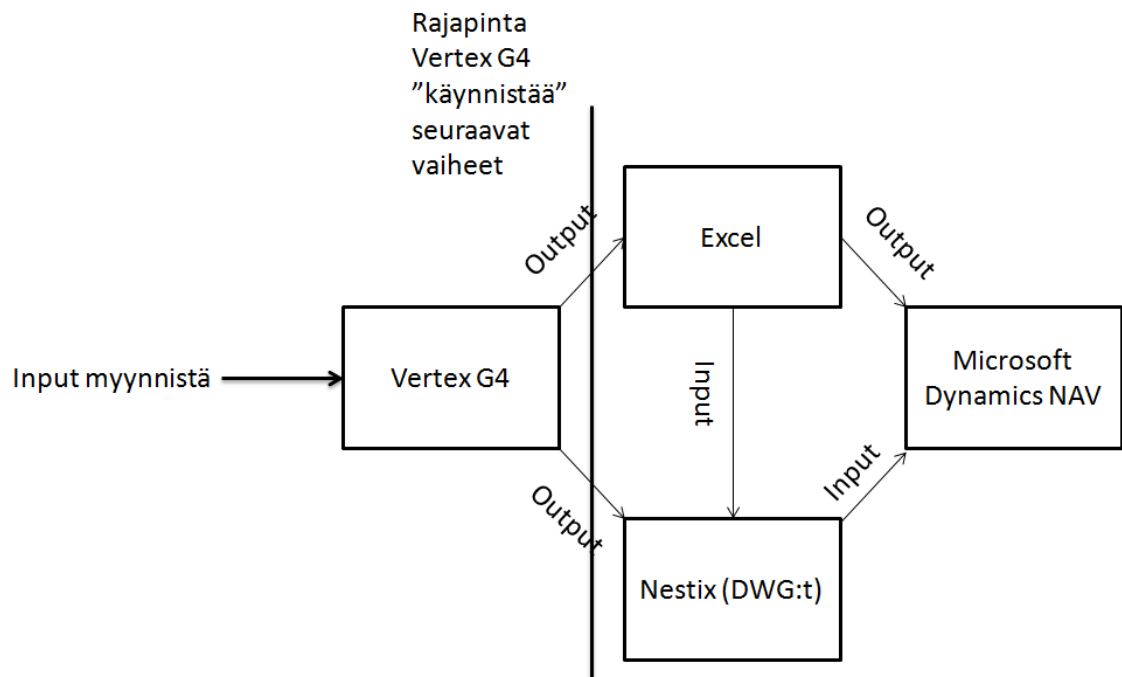 Rajapinta
Vertex G4
”käynnistää”
seuraavat
vaiheet
Output
Excel
Output
Input myynnistä
Vertex G4
Input
Microsoft
Dynamics NAV
Output
Input
Nestix (DWG:t)